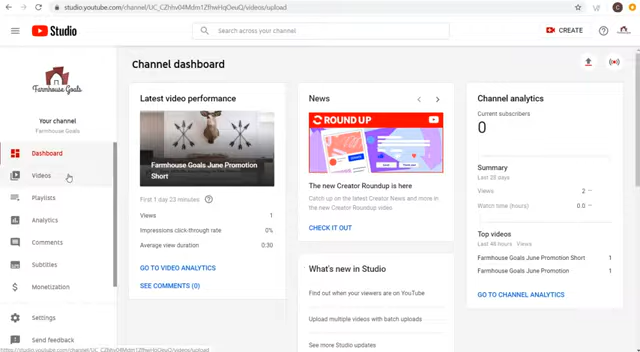 studio.youtube.com/channel/UC_CZhhv04Mdm1ZfhwHqOeuQ/videos/upload
Studio
Search across your channel
CREATE
Farmhouse Goals
Your channel
Farmhouse Goals
Dashboard
Videos
Playlists
Analytics
Comments
Subtitles
Monetization
Settings
Send feedback
Channel dashboard
Latest video performance
Farmhouse Goals June Promotion
Short
First 1 day 23 minutes
Views 1
Impressions click-through rate 0%
Average view duration 0:30
GO TO VIDEO ANALYTICS
SEE COMMENTS (0)
News
ROUND UP
The new Creator Roundup is here
Catch up on the latest Creator News and more in
the new Creator Roundup video.
CHECK IT OUT
What's new in Studio
Find out when your viewers are on YouTube
Upload multiple videos with batch uploads
See more Studio updates
Channel analytics
Current subscribers
0
Summary
Last 28 days
Views 2 —
Watch time (hours) 0.0 —
Top videos
Last 48 hours · Views
Farmhouse Goals June Promotion Short 1
Farmhouse Goals June Promotion 1
GO TO CHANNEL ANALYTICS